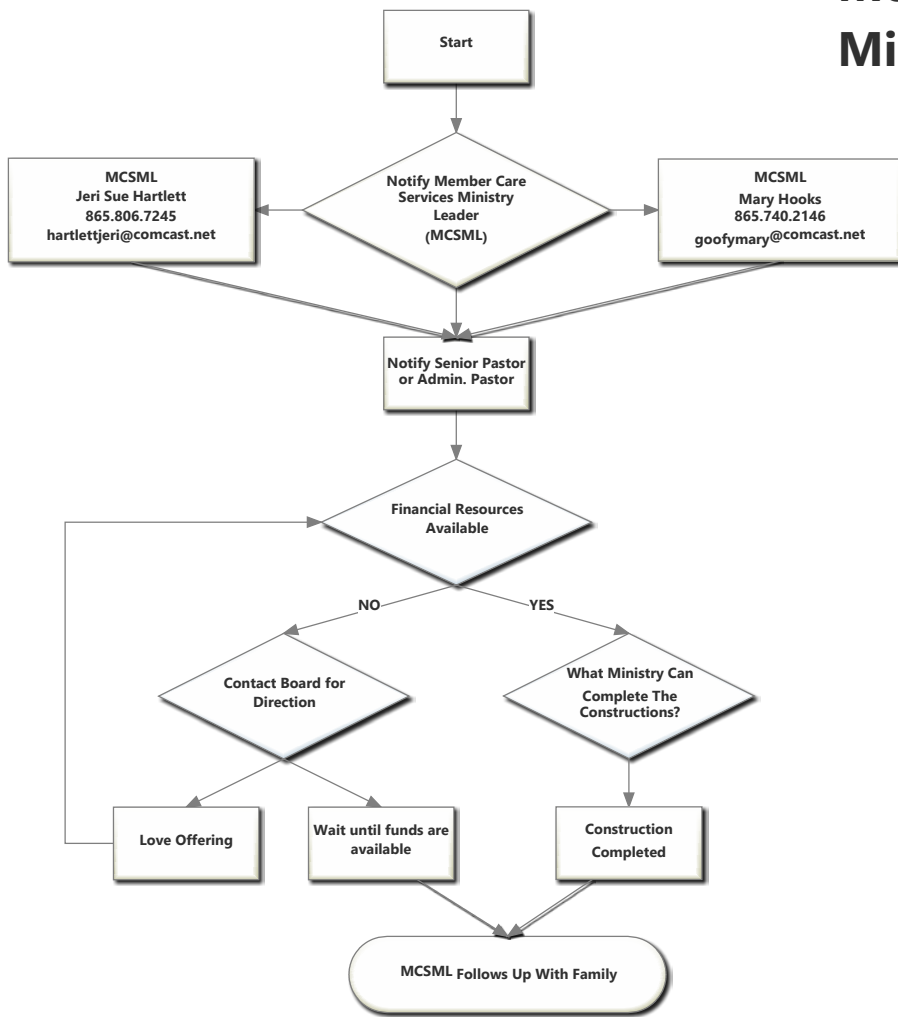 Mi
Start
MCSML
Jeri Sue Hartlett
865.806.7245
hartlettjeri@comcast.net
Notify Member Care
Services Ministry
Leader
(MCSML)
MCSML
Mary Hooks
865.740.2146
goofymary@comcast.net
Notify Senior Pastor
or Admin. Pastor
Financial Resources
Available
NO
YES
Contact Board for
Direction
What Ministry Can
Complete The
Constructions?
Love Offering
Wait until funds are
available
Construction
Completed
MCSML Follows Up With Family